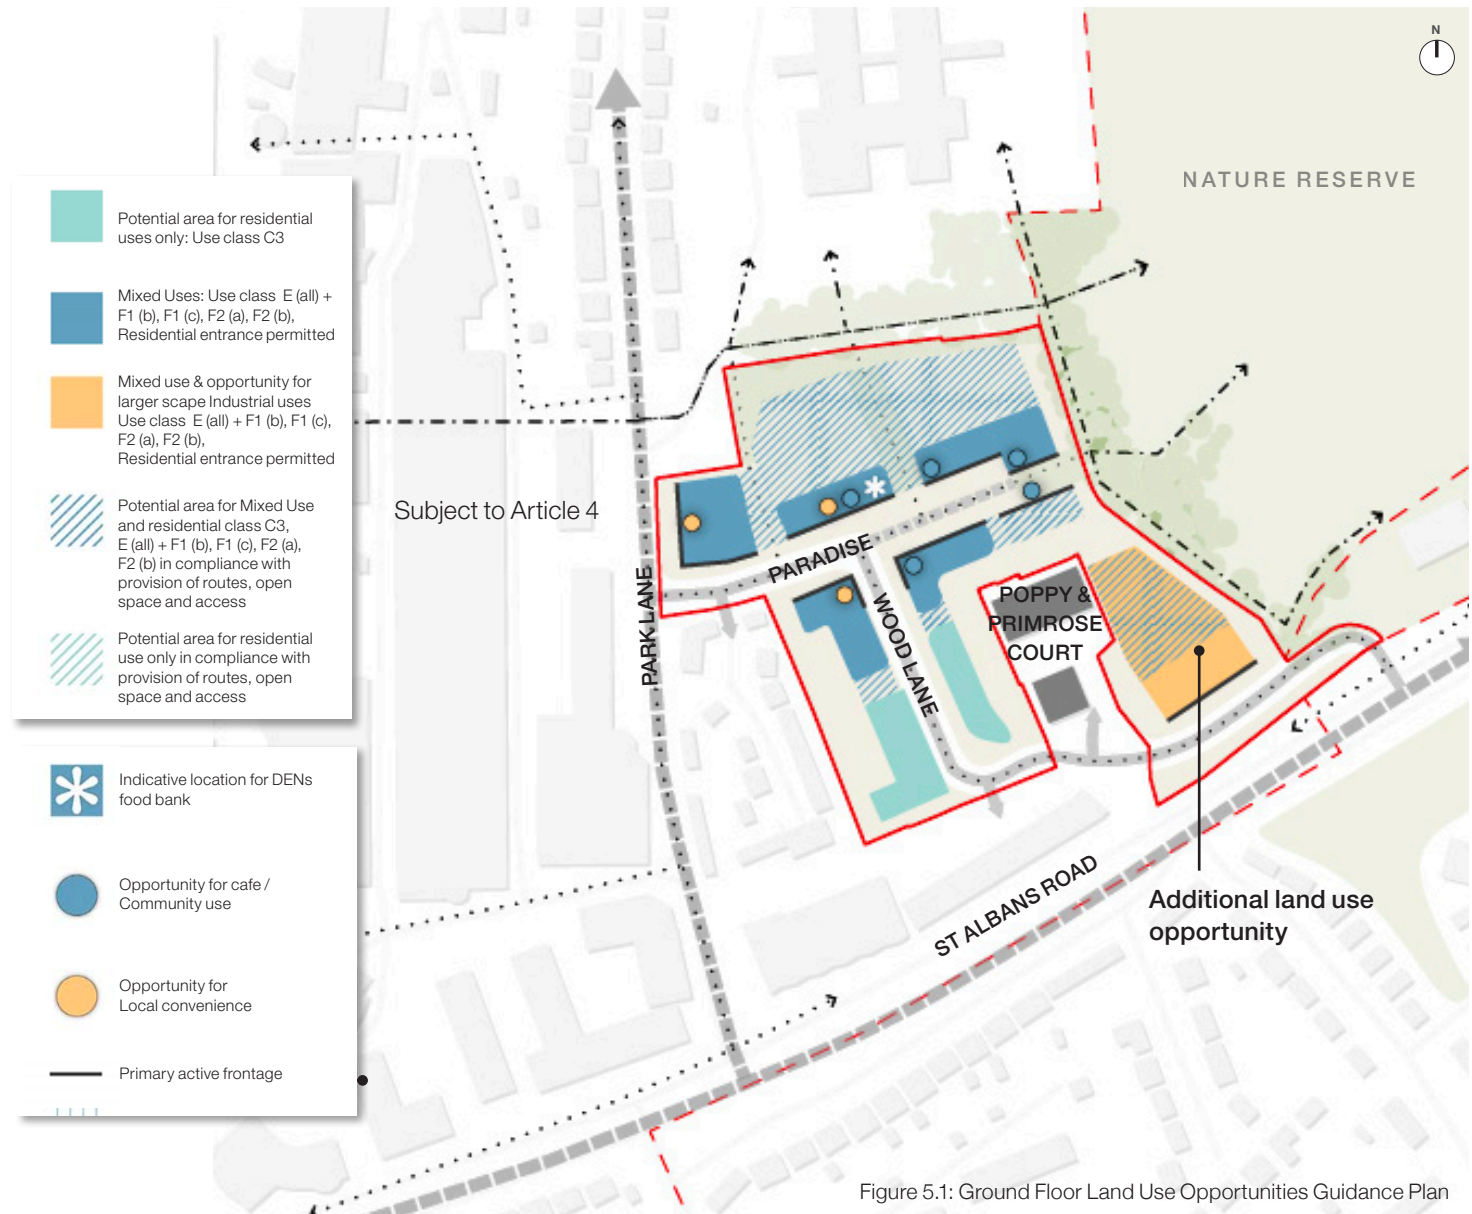 N
NATURE RESERVE
Potential area for residential
uses only: Use class C3
Mixed Uses: Use class E (all) +
F1 (b), F1 (c), F2 (a), F2 (b),
Residential entrance permitted
Mixed use & opportunity for
larger scape Industrial uses
Use class E (all) + F1 (b), F1 (c),
F2 (a), F2 (b),
Residential entrance permitted
Potential area for Mixed Use
and residential class C3,
E (all) + F1 (b), F1 (c), F2 (a),
F2 (b) in compliance with
provision of routes, open
space and access
Potential area for residential
use only in compliance with
provision of routes, open
space and access
Indicative location for DENs
food bank
Opportunity for cafe /
Community use
Opportunity for
Local convenience
Primary active frontage
Subject to Article 4
PARK LANE
PARADISE
WOOD LANE
POPPY &
PRIMROSE
COURT
ST ALBANS ROAD
Additional land use
opportunity
Figure 5.1: Ground Floor Land Use Opportunities Guidance Plan